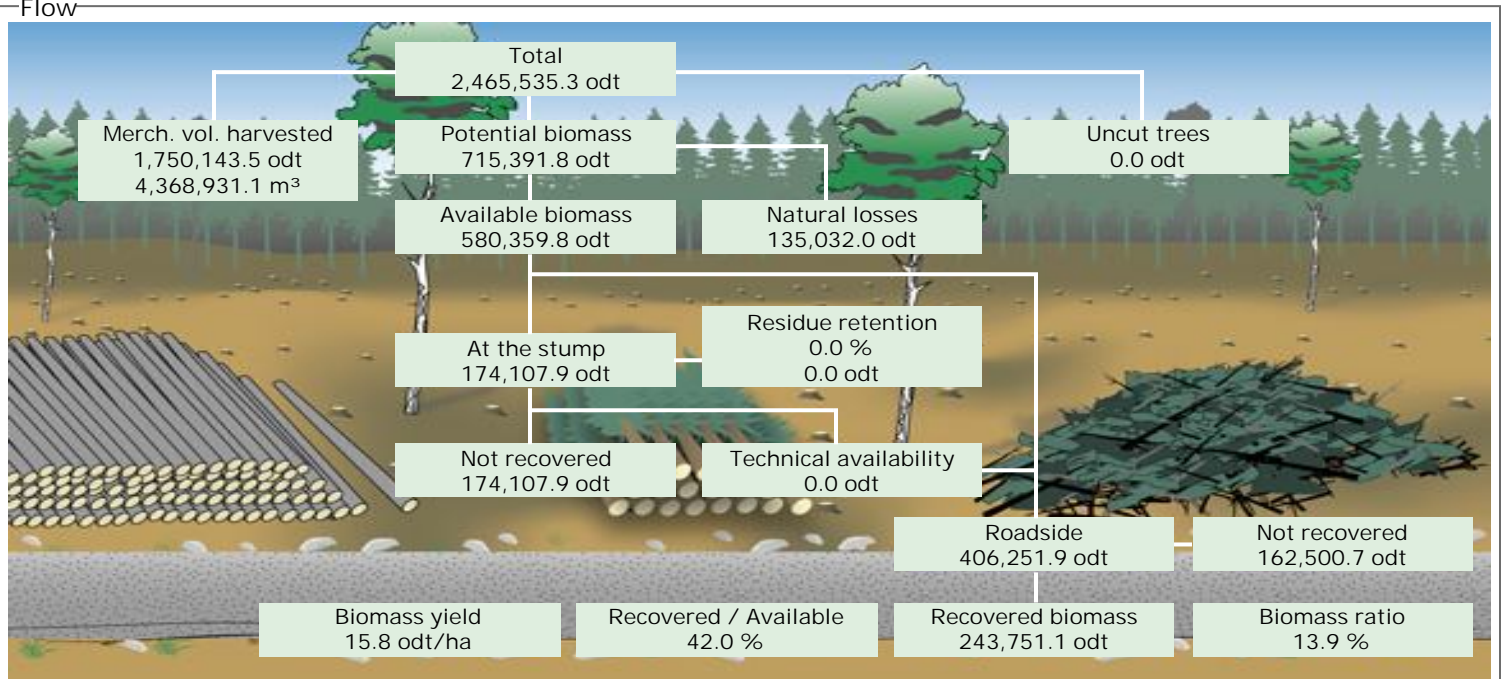 Flow
Total
2,465,535.3 odt
Merch. vol. harvested
1,750,143.5 odt
4,368,931.1 m³
Potential biomass
715,391.8 odt
Uncut trees
0.0 odt
Available biomass
580,359.8 odt
Natural losses
135,032.0 odt
At the stump
174,107.9 odt
Residue retention
0.0 %
0.0 odt
Not recovered
174,107.9 odt
Technical availability
0.0 odt
Roadside
406,251.9 odt
Not recovered
162,500.7 odt
Biomass yield
15.8 odt/ha
Recovered / Available
42.0 %
Recovered biomass
243,751.1 odt
Biomass ratio
13.9 %